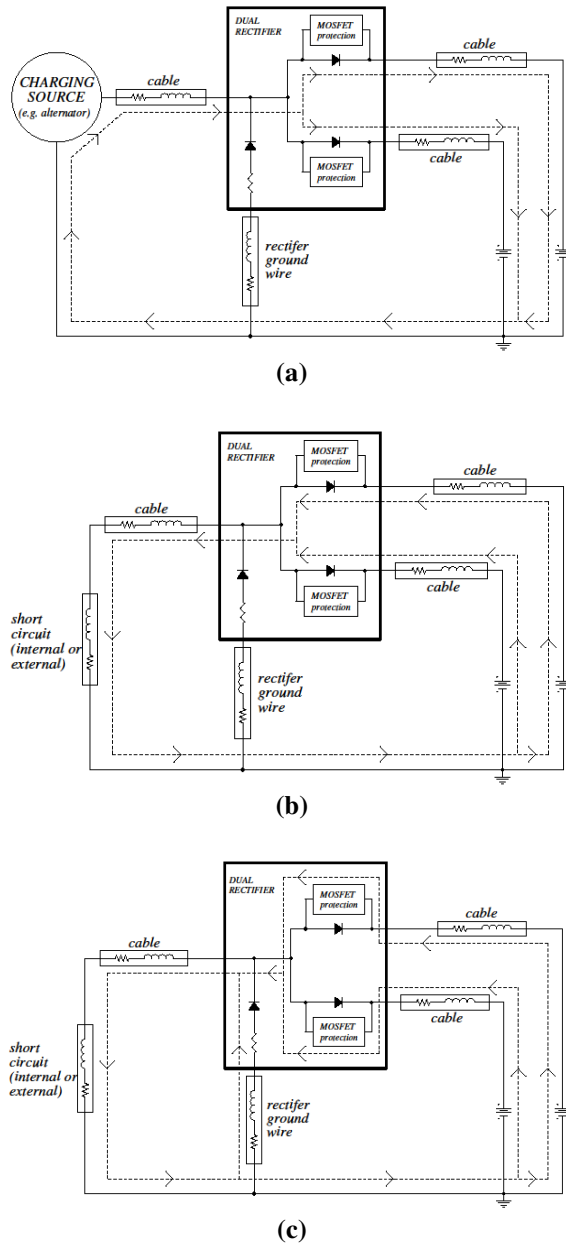 DUAL
RECTIFIER
MOSFET
protection
cable
CHARGING
SOURCE
(e.g. alternator)
cable
MOSFET
protection
cable
rectifer
ground
wire
(a)
DUAL
RECTIFIER
MOSFET
protection
cable
cable
MOSFET
protection
cable
short
circuit
(internal or
external)
rectifer
ground
wire
(b)
DUAL
RECTIFIER
MOSFET
protection
cable
cable
MOSFET
protection
cable
short
circuit
(internal or
external)
rectifer
ground
wire
(c)